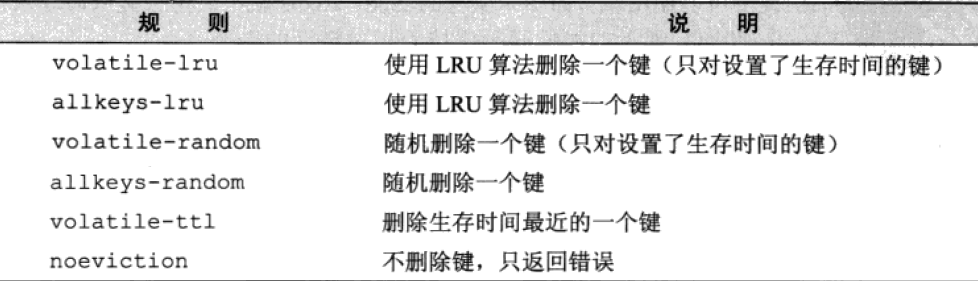 规 则 说 明
volatile-lru 使用 LRU 算法删除一个键（只对设置了生存时间的键）
allkeys-lru 使用 LRU 算法删除一个键
volatile-random 随机删除一个键（只对设置了生存时间的键）
allkeys-random 随机删除一个键
volatile-ttl 删除生存时间最近的一个键
noeviction 不删除键，只返回错误